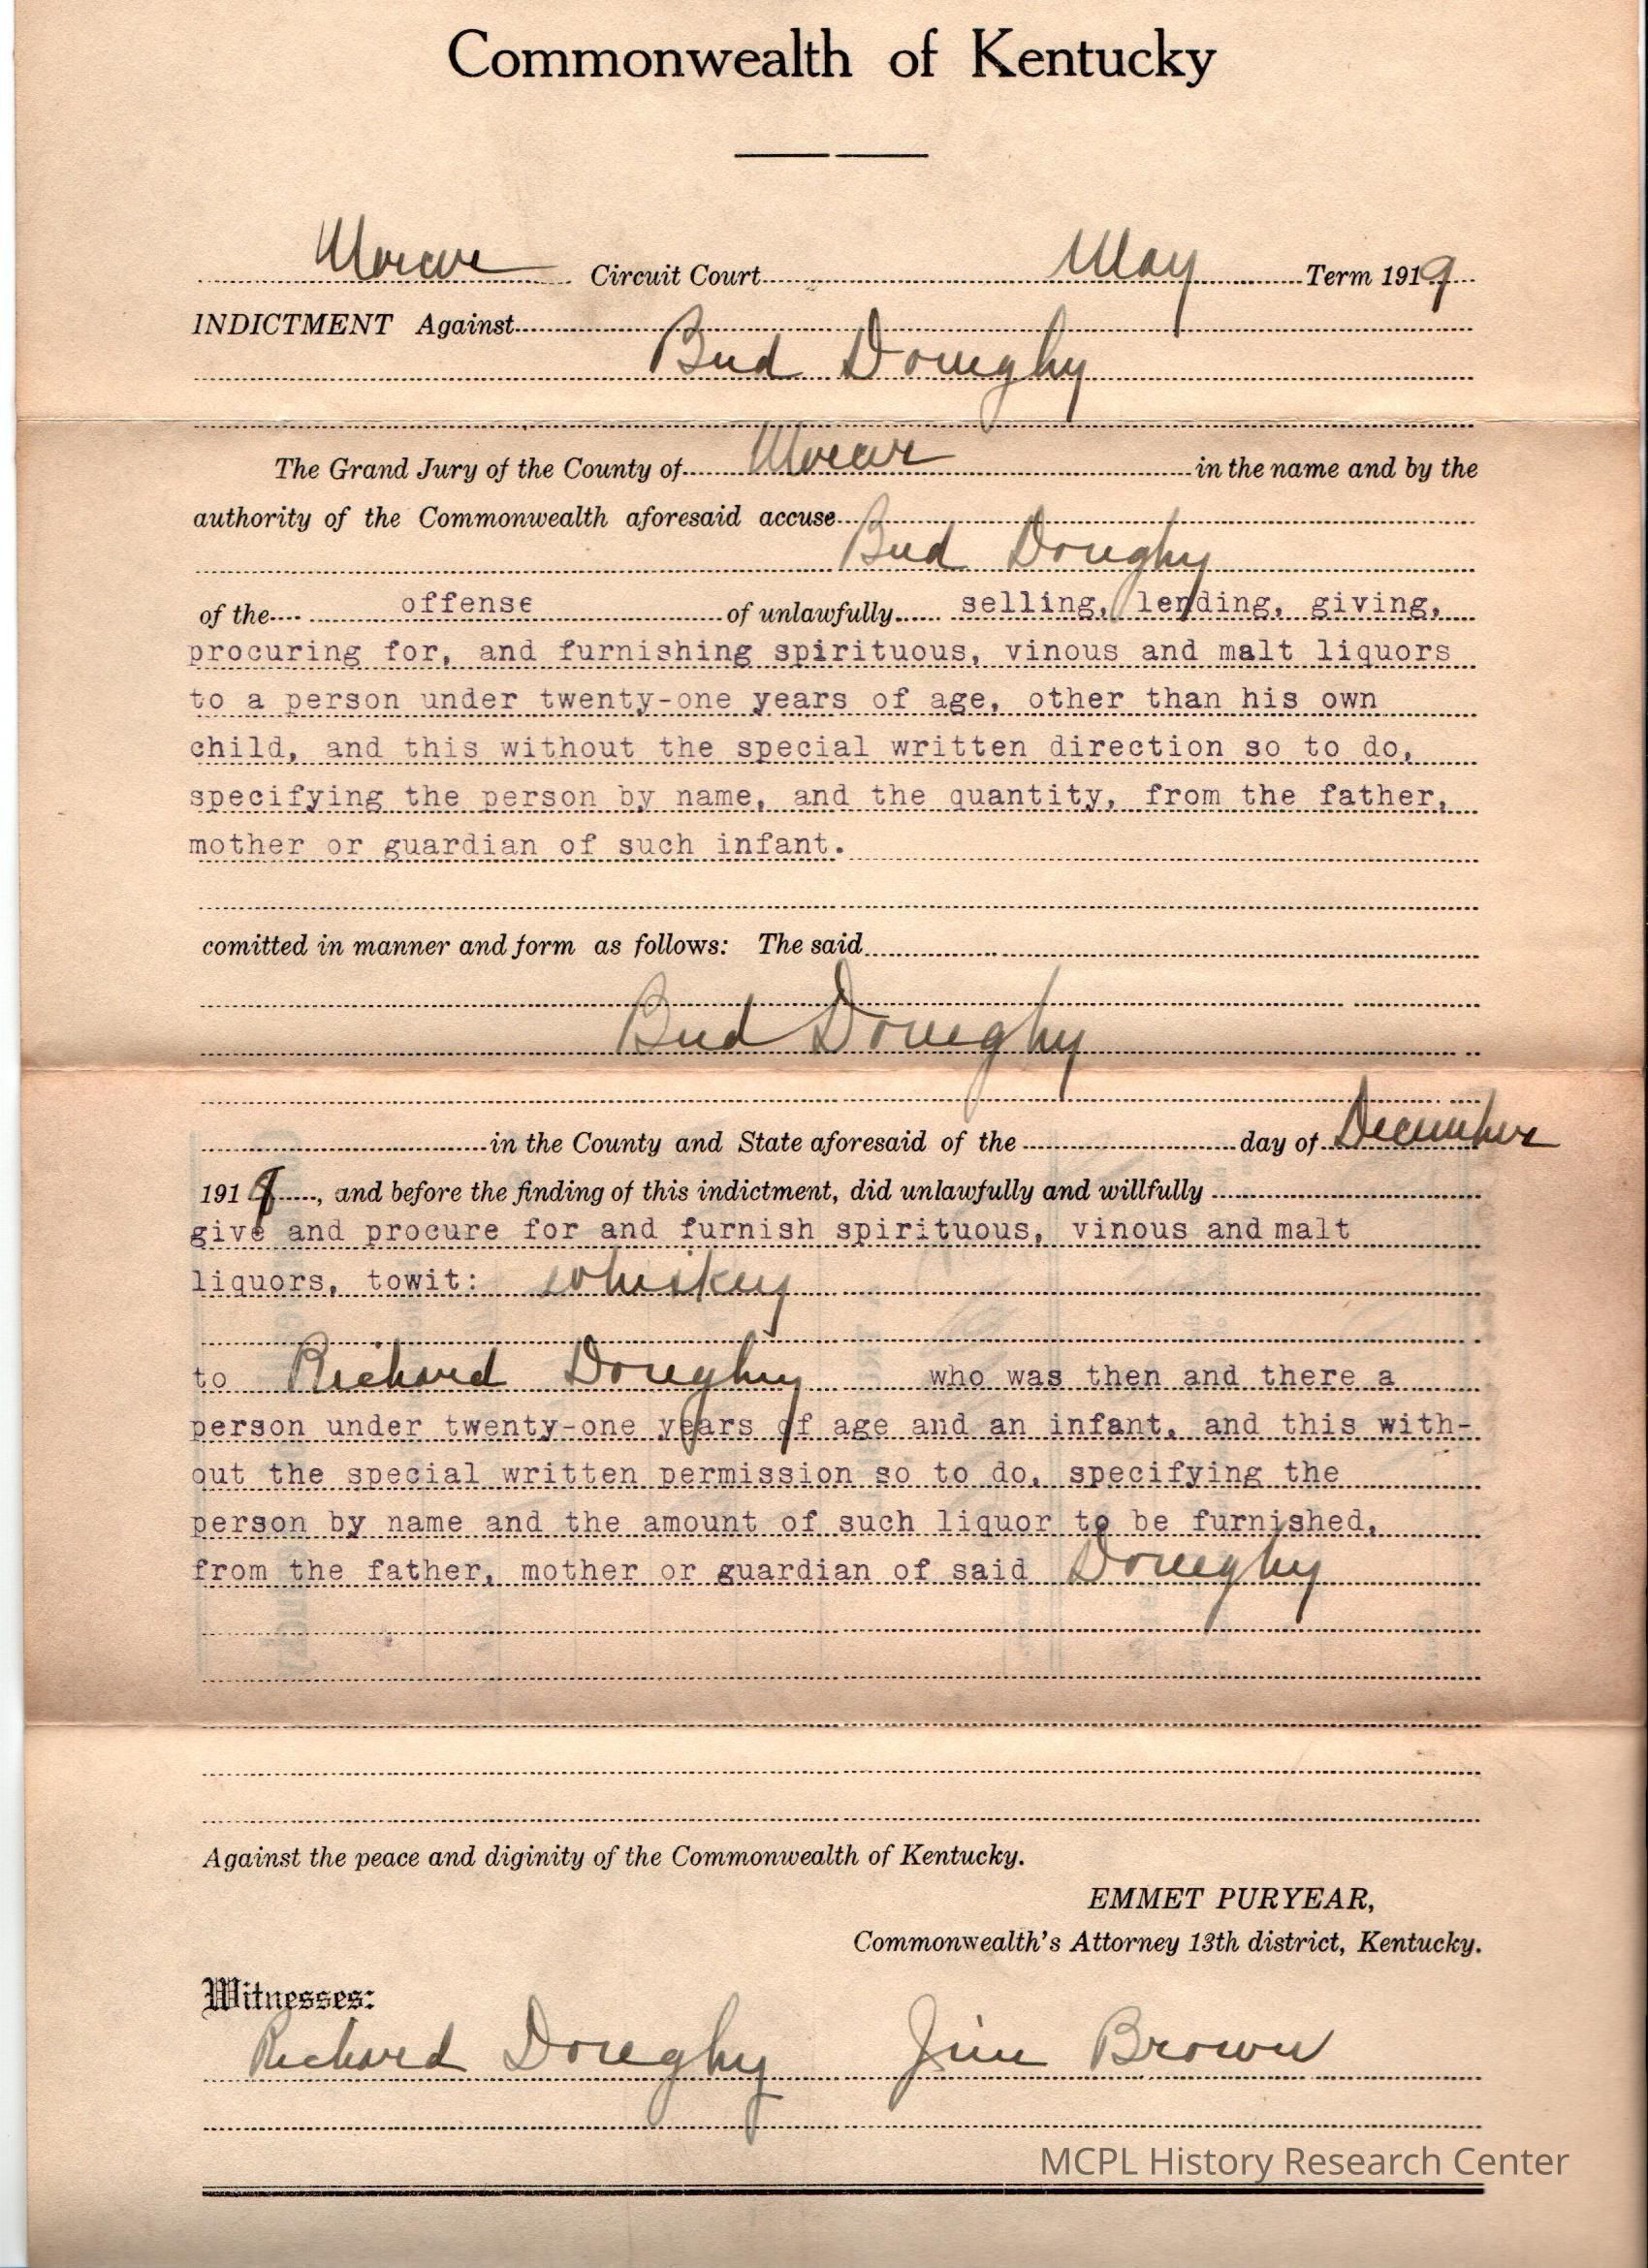 Commonwealth of Kentucky
Mercer Circuit Court May Term 1919
INDICTMENT Against
Bud Doneghy
The Grand Jury of the County of Mercer in the name and by the
authority of the Commonwealth aforesaid accuse
Bud Doneghy
of the offense of unlawfully selling, lending, giving,
procuring for, and furnishing spirituous, vinous and malt liquors
to a person under twenty-one years of age, other than his own
child, and this without the special written direction so to do,
specifying the person by name, and the quantity, from the father,
mother or guardian of such infant.
comitted in manner and form as follows: The said
Bud Doneghy
in the County and State aforesaid of the day of December
1918, and before the finding of this indictment, did unlawfully and willfully
give and procure for and furnish spirituous, vinous and malt
liquors, towit: whiskey
to Richard Doneghy who was then and there a
person under twenty-one years of age and an infant, and this with-
out the special written permission so to do, specifying the
person by name and the amount of such liquor to be furnished,
from the father, mother or guardian of said Doneghy
Against the peace and diginity of the Commonwealth of Kentucky.
EMMET PURYEAR,
Commonwealth's Attorney 13th district, Kentucky.
Witnesses:
Richard Doneghy Jim Brown
MCPL History Research Center